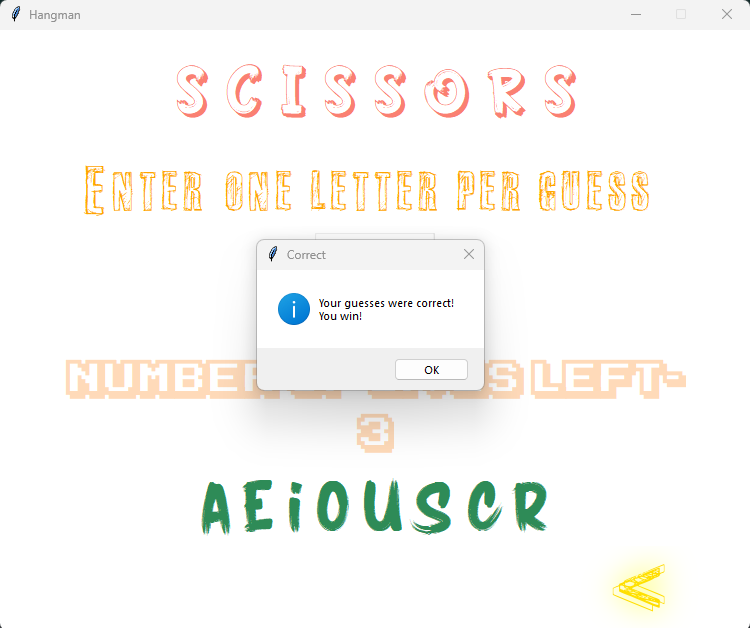 Hangman
SCISSORS
ENTER ONE LETTER PER GUESS
Correct
Your guesses were correct!
You win!
OK
NUMBER LEFT-
3
AEiOUSCR
<